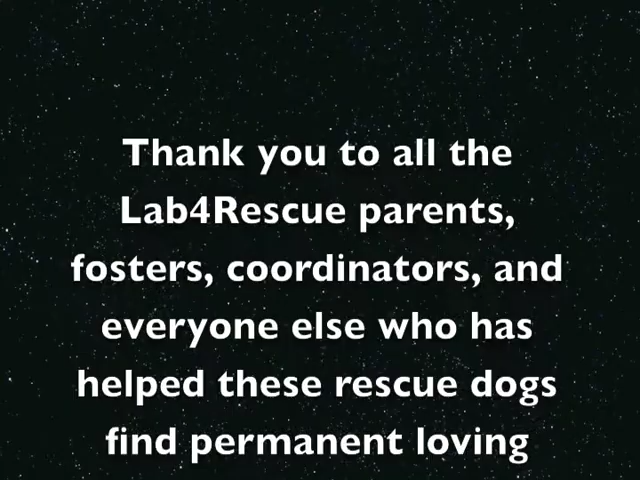 Thank you to all the
Lab4Rescue parents,
fosters, coordinators, and
everyone else who has
helped these rescue dogs
find permanent loving